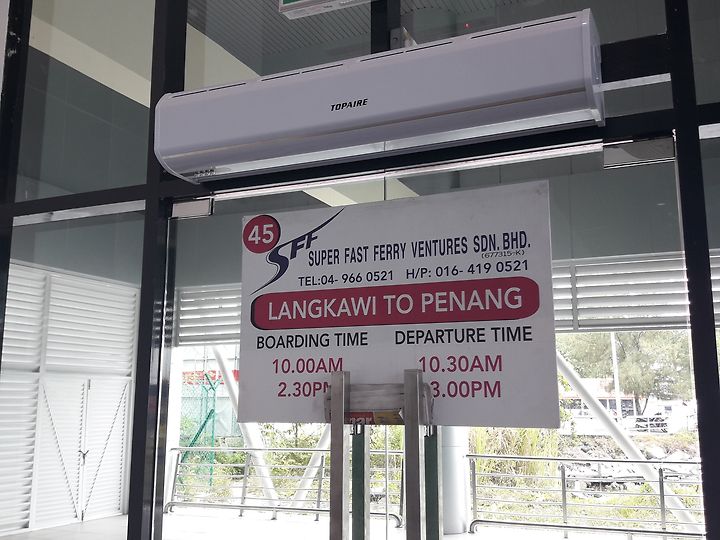 TOPAIRE
45
SFF
SUPER FAST FERRY VENTURES SDN. BHD.
(677315-K)
TEL:04- 966 0521 H/P: 016- 419 0521
LANGKAWI TO PENANG
BOARDING TIME DEPARTURE TIME
10.00AM 10.30AM
2.30PM 3.00PM